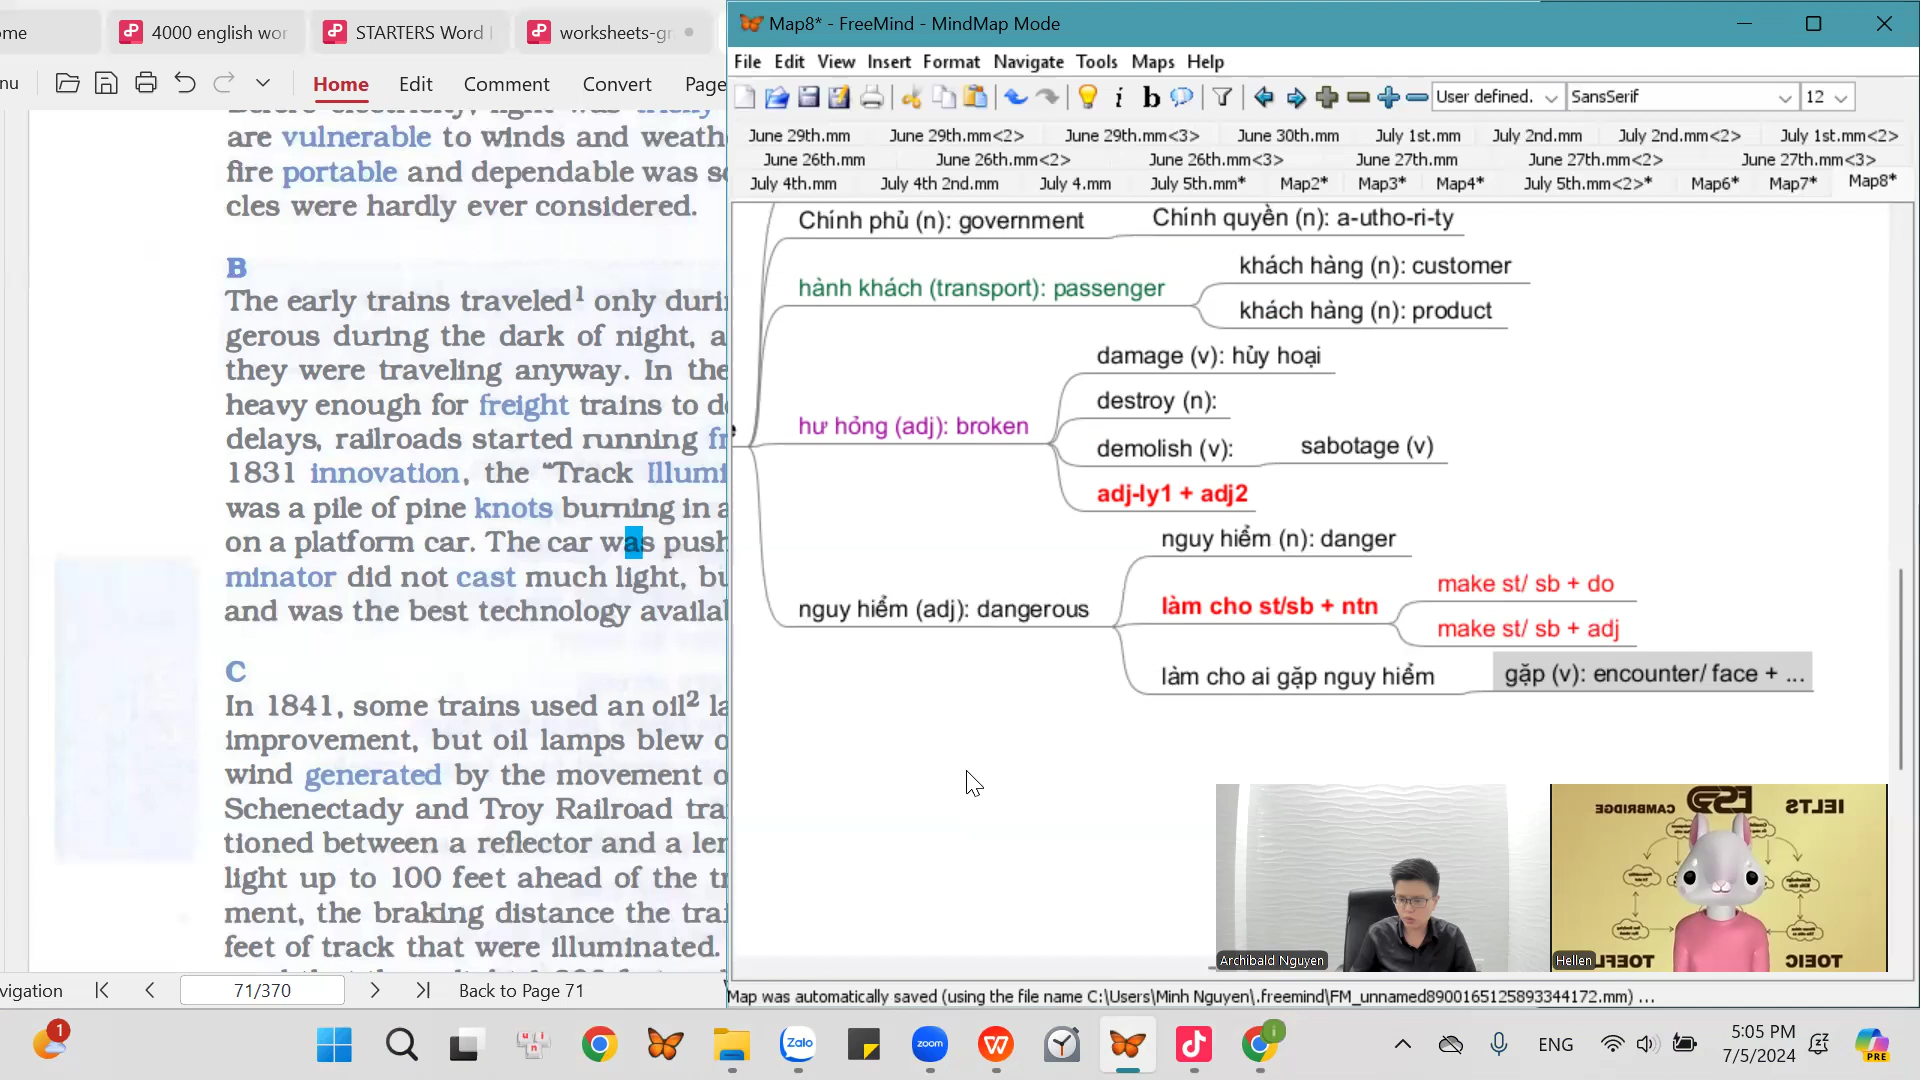 ome
4000 english wor
STARTERS Word
worksheets-gr
nu
Home
Edit
Comment
Convert
Page
are vulnerable to winds and weath
fire portable and dependable was s
cles were hardly ever considered.
B
The early trains traveled1 only duri
gerous during the dark of night, a
they were traveling anyway. In the
heavy enough for freight trains to d
delays, railroads started running fr
1831 innovation, the “Track Illumi
was a pile of pine knots burning in a
on a platform car. The car was push
minator did not cast much light, bu
and was the best technology availa
C
In 1841, some trains used an oil2 la
improvement, but oil lamps blew o
wind generated by the movement o
Schenectady and Troy Railroad tra
tioned between a reflector and a len
light up to 100 feet ahead of the tr
ment, the braking distance the trai
feet of track that were illuminated.
vigation
71/370
Back to Page 71
Map8* - FreeMind - MindMap Mode
File Edit View Insert Format Navigate Tools Maps Help
User defined.
SansSerif
12
June 29th.mm June 29th.mm<2> June 29th.mm<3> June 30th.mm July 1st.mm July 2nd.mm July 2nd.mm<2> July 1st.mm<2>
June 26th.mm June 26th.mm<2> June 26th.mm<3> June 27th.mm June 27th.mm<2> June 27th.mm<3>
July 4th.mm July 4th 2nd.mm July 4.mm July 5th.mm* Map2* Map3* Map4* July 5th.mm<2>* Map6* Map7* Map8*
Chính phủ (n): government
Chính quyền (n): a-utho-ri-ty
hành khách (transport): passenger
khách hàng (n): customer
khách hàng (n): product
hư hỏng (adj): broken
damage (v): hủy hoại
destroy (n):
demolish (v):
sabotage (v)
adj-ly1 + adj2
nguy hiểm (adj): dangerous
nguy hiểm (n): danger
làm cho st/sb + ntn
make st/ sb + do
make st/ sb + adj
làm cho ai gặp nguy hiểm
gặp (v): encounter/ face + ...
Archibald Nguyen
Hellen
CAMBRIDGE
IELTS
TOEFL
TOEIC
Map was automatically saved (using the file name C:\Users\Minh Nguyen\.freemind\FM_unnamed8900165125893344172.mm) ...
1
Zalo
zoom
ENG
5:05 PM
7/5/2024
PRE